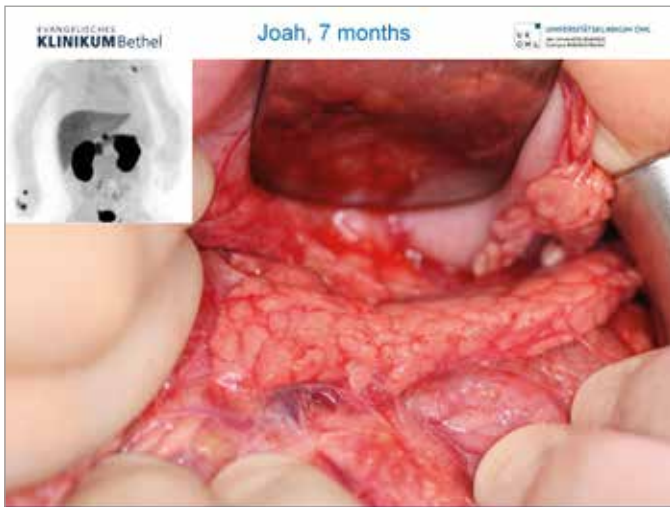 EVANGELISCHES
KLINIKUM Bethel
Joah, 7 months
UNIVERSITÄTSKLINIKUM OWL